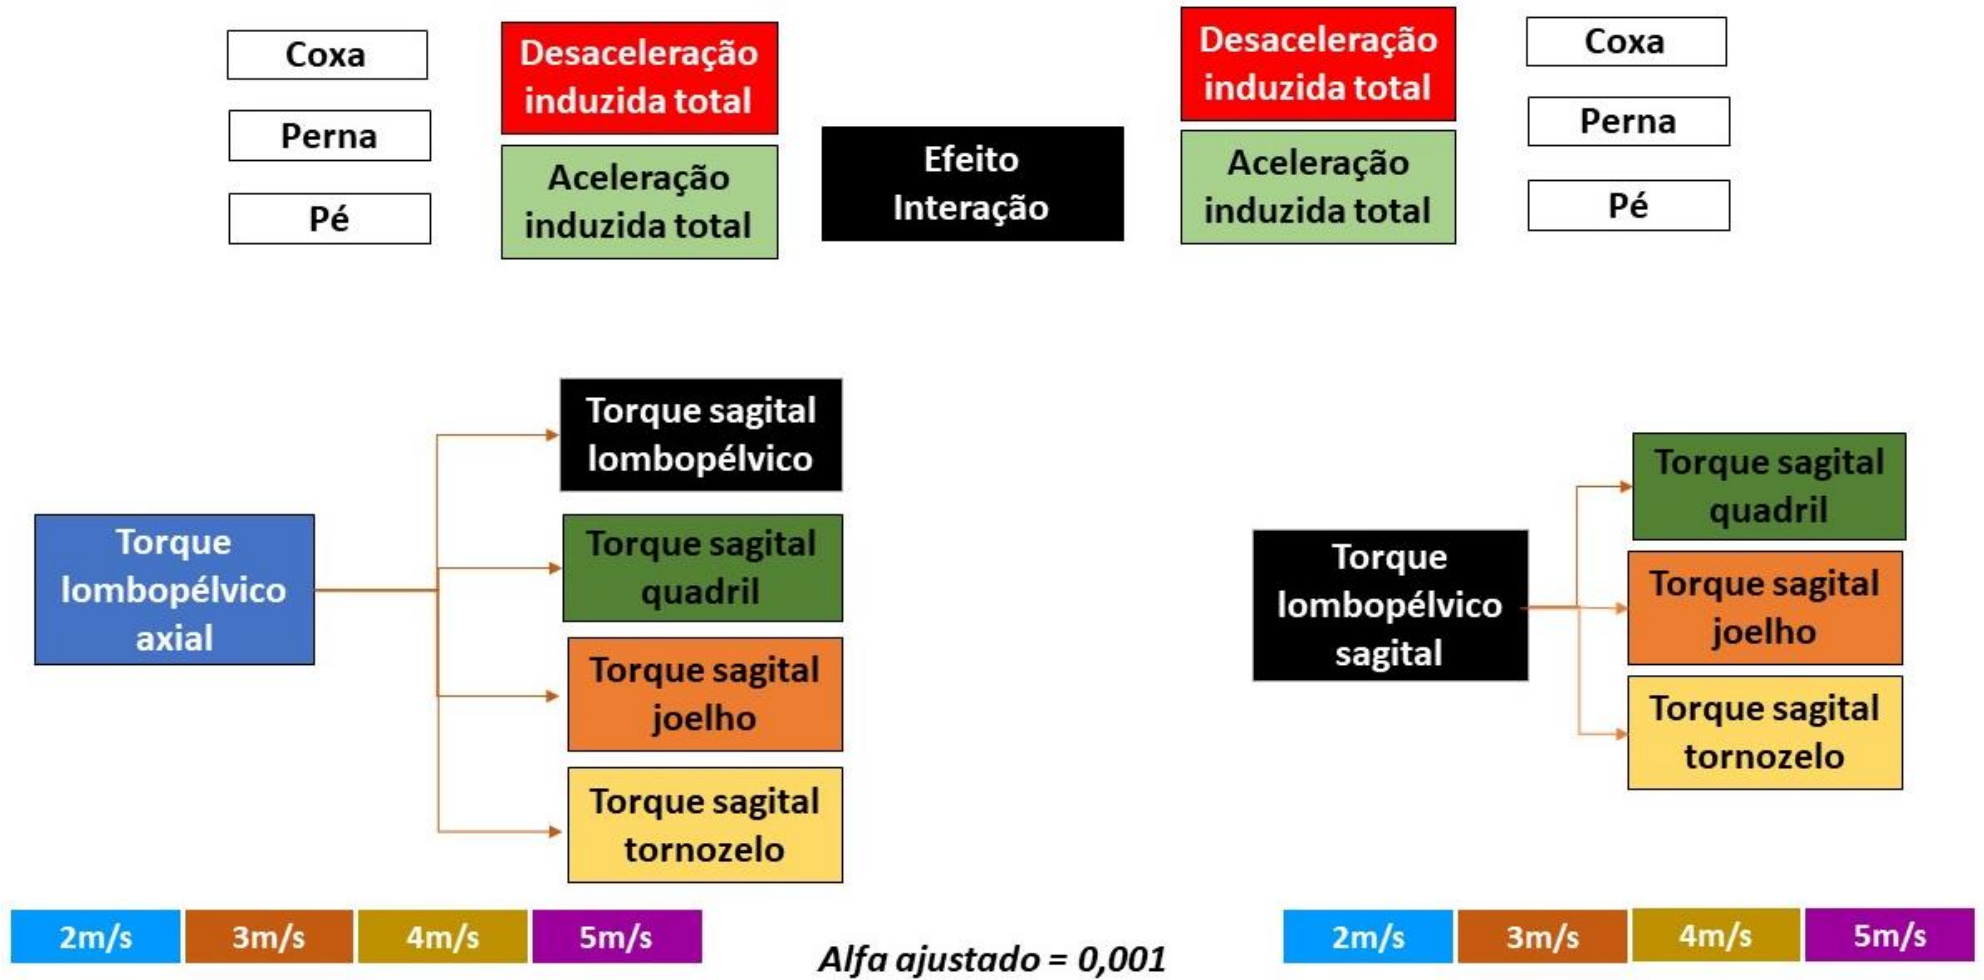 Coxa
Perna
Pé
Desaceleração
induzida total
Aceleração
induzida total
Efeito
Interação
Desaceleração
induzida total
Aceleração
induzida total
Coxa
Perna
Pé
Torque
lombopélvico
axial
Torque sagital
lombopélvico
Torque sagital
quadril
Torque sagital
joelho
Torque sagital
tornozelo
Torque
lombopélvico
sagital
Torque sagital
quadril
Torque sagital
joelho
Torque sagital
tornozelo
2m/s 3m/s 4m/s 5m/s
Alfa ajustado = 0,001
2m/s 3m/s 4m/s 5m/s